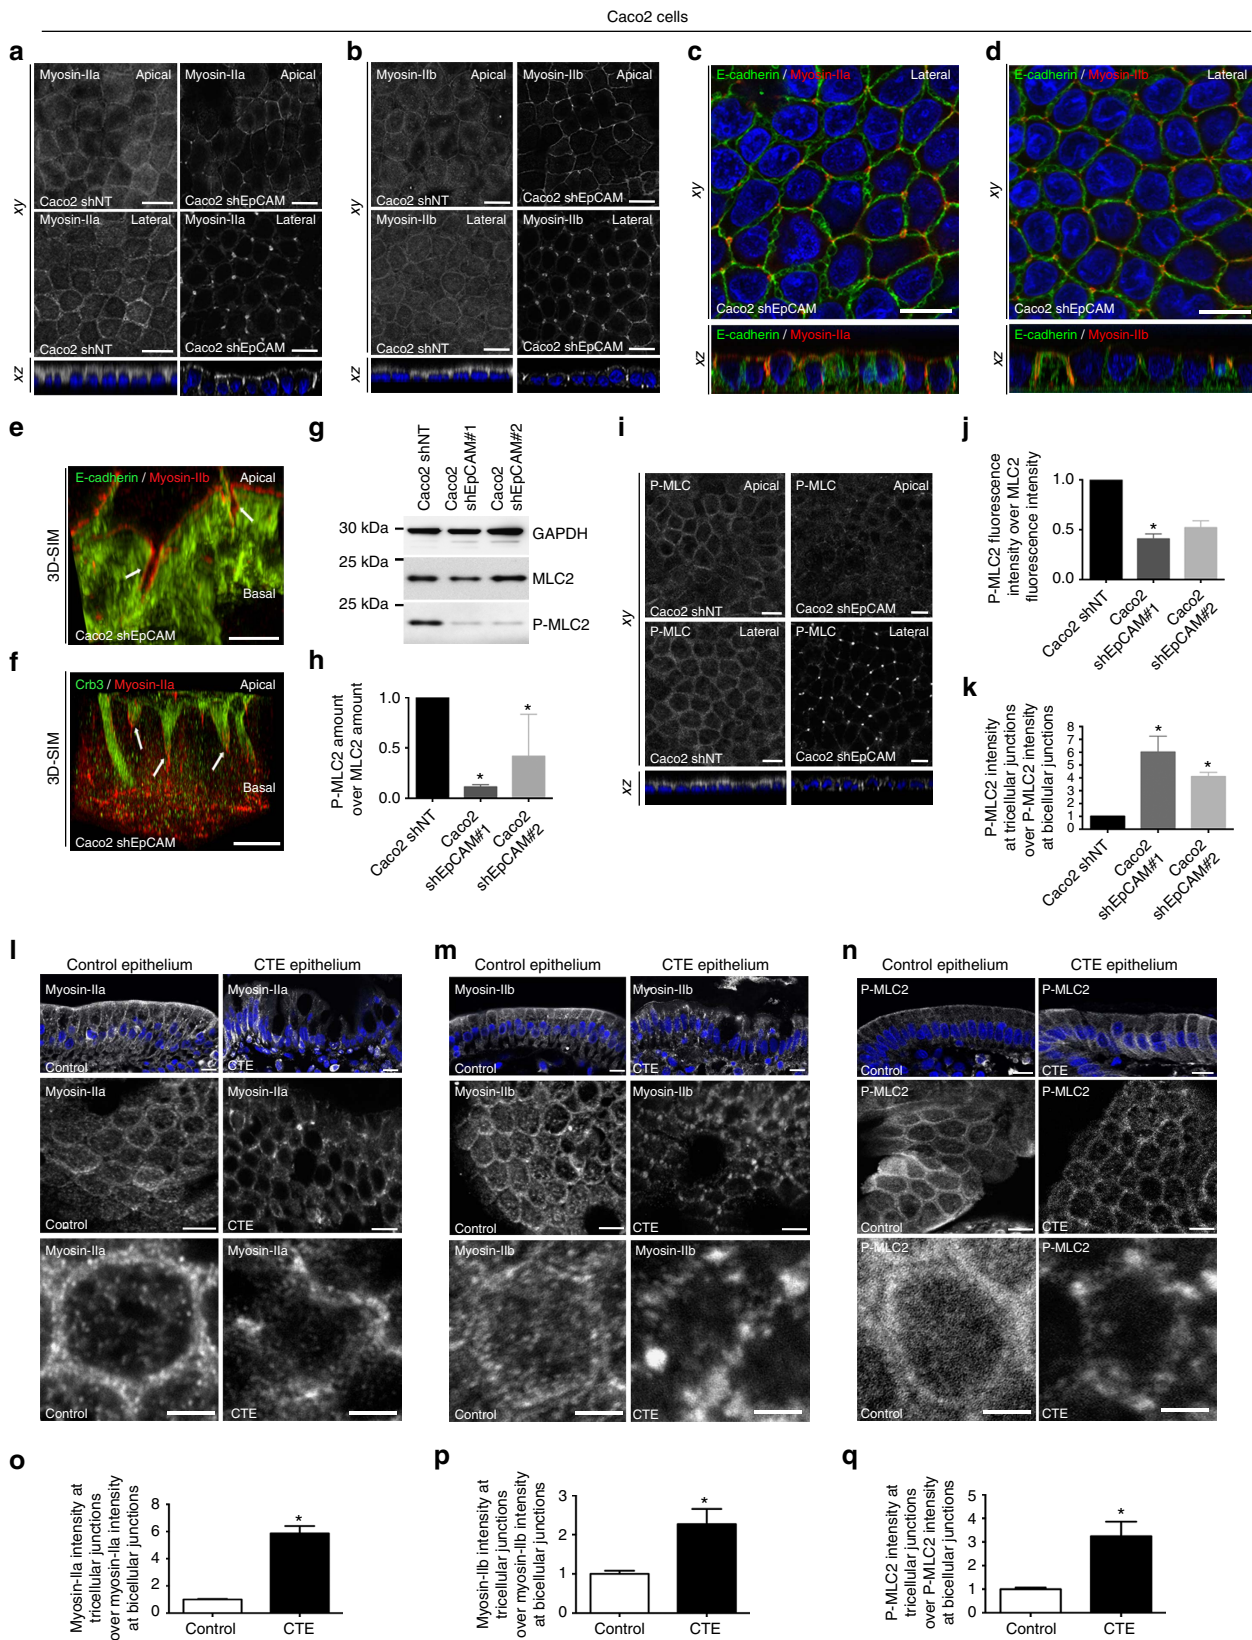 Caco2 cells
a
Myosin-IIa Apical
Caco2 shNT
Myosin-IIa Apical
Caco2 shEpCAM
xy
Myosin-IIa Lateral
Caco2 shNT
Myosin-IIa Lateral
Caco2 shEpCAM
xz
b
Myosin-IIb Apical
Caco2 shNT
Myosin-IIb Apical
Caco2 shEpCAM
xy
Myosin-IIb Lateral
Caco2 shNT
Myosin-IIb Lateral
Caco2 shEpCAM
xz
c
E-cadherin / Myosin-IIa Lateral
xy
Caco2 shEpCAM
E-cadherin / Myosin-IIa
xz
d
E-cadherin / Myosin-IIb Lateral
xy
Caco2 shEpCAM
E-cadherin / Myosin-IIb
xz
e
E-cadherin / Myosin-IIb Apical
3D-SIM
Basal
Caco2 shEpCAM
f
Crb3 / Myosin-IIa Apical
3D-SIM
Basal
Caco2 shEpCAM
g
Caco2 shNT
Caco2
shEpCAM#1
Caco2
shEpCAM#2
30 kDa
GAPDH
25 kDa
MLC2
25 kDa
P-MLC2
h
P-MLC2 amount
over MLC2 amount
1.0
0.5
0.0
*
*
Caco2 shNT
Caco2
shEpCAM#1
Caco2
shEpCAM#2
i
P-MLC Apical
Caco2 shNT
P-MLC Apical
Caco2 shEpCAM
xy
P-MLC Lateral
Caco2 shNT
P-MLC Lateral
Caco2 shEpCAM
xz
j
P-MLC2 fluorescence
intensity over MLC2
fluorescence intensity
1.0
0.5
0.0
*
Caco2 shNT
Caco2
shEpCAM#1
Caco2
shEpCAM#2
k
P-MLC2 intensity
at tricellular junctions
over P-MLC2 intensity
at bicellular junctions
8
7
6
5
4
3
2
1
0
*
*
Caco2 shNT
Caco2
shEpCAM#1
Caco2
shEpCAM#2
l
Control epithelium CTE epithelium
Myosin-IIa
Control
Myosin-IIa
CTE
Myosin-IIa
Control
Myosin-IIa
CTE
Myosin-IIa
Control
Myosin-IIa
CTE
m
Control epithelium CTE epithelium
Myosin-IIb
Control
Myosin-IIb
CTE
Myosin-IIb
Control
Myosin-IIb
CTE
Myosin-IIb
Control
Myosin-IIb
CTE
n
Control epithelium CTE epithelium
P-MLC2
Control
P-MLC2
CTE
P-MLC2
Control
P-MLC2
CTE
P-MLC2
Control
P-MLC2
CTE
o
Myosin-IIa intensity at
tricellular junctions
over myosin-IIa intensity
at bicellular junctions
8
6
4
2
0
*
Control CTE
p
Myosin-IIb intensity at
tricellular junctions
over myosin-IIb intensity
at bicellular junctions
3
2
1
0
*
Control CTE
q
P-MLC2 intensity at
tricellular junctions
over P-MLC2 intensity
at bicellular junctions
5
4
3
2
1
0
*
Control CTE